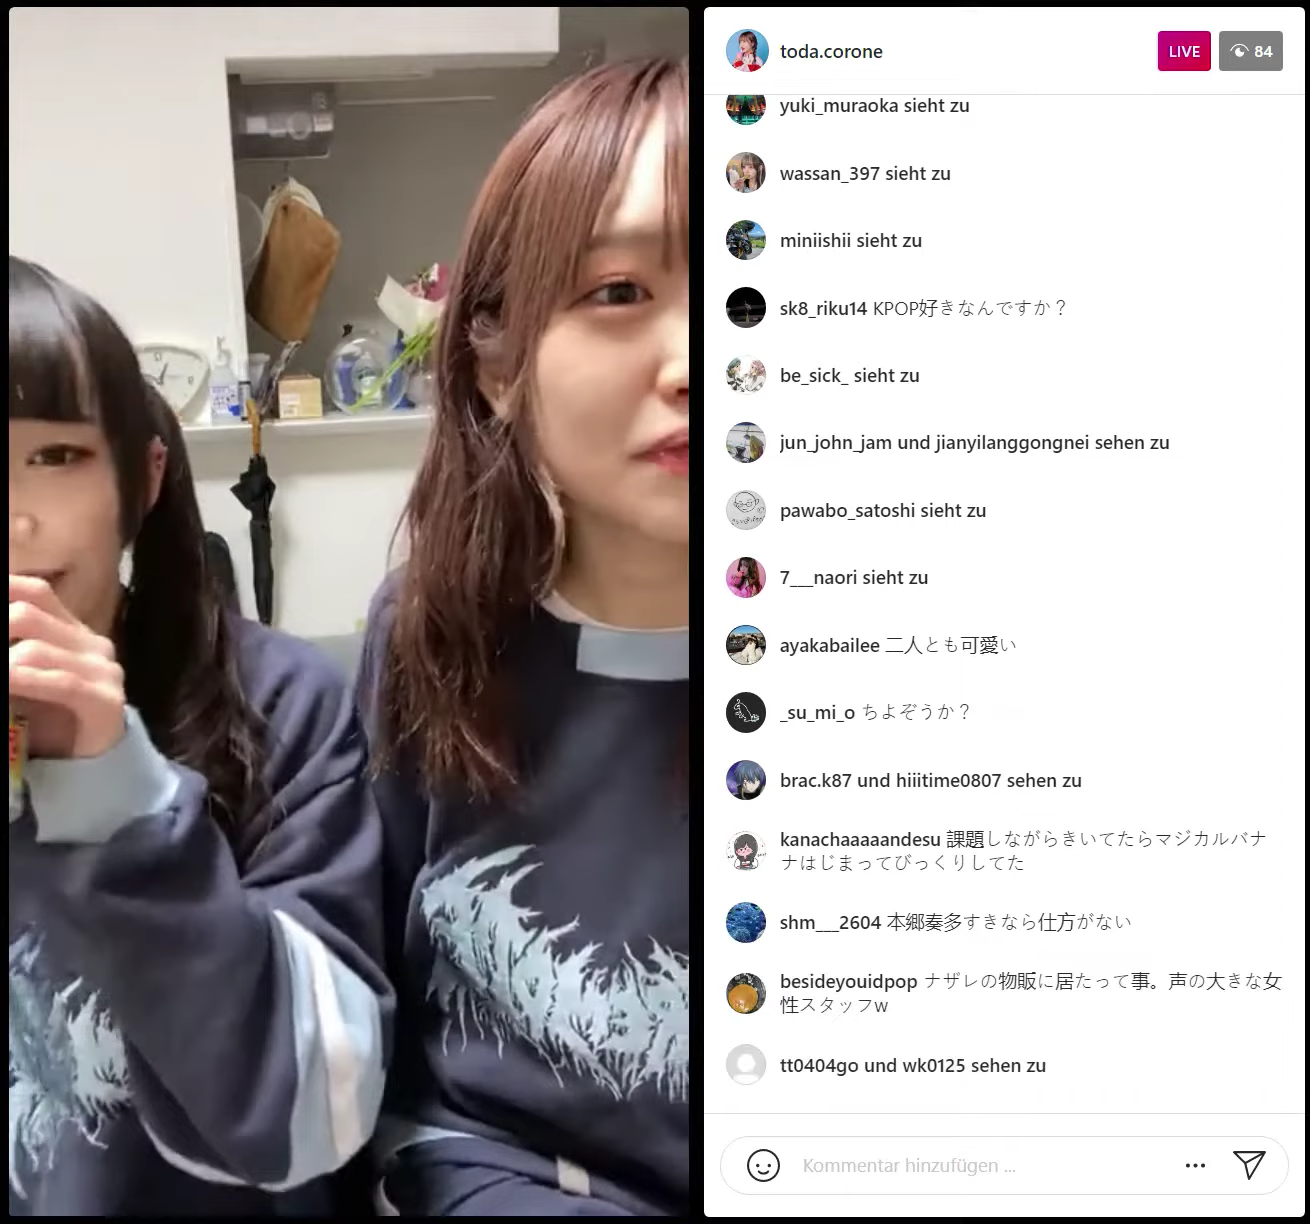 toda.corone
LIVE
84
yuki_muraoka sieht zu
wassan_397 sieht zu
miniishii sieht zu
sk8_riku14 KPOP好きなんですか？
be_sick_ sieht zu
jun_john_jam und jianyilanggongnei sehen zu
pawabo_satoshi sieht zu
7___naori sieht zu
ayakabailee 二人とも可愛い
_su_mi_o ちよぞうか？
brac.k87 und hiiitime0807 sehen zu
kanachaaaaandesu 課題しながらきいてたらマジカルバナ
ナはじまってびっくりしてた
shm___2604 本郷奏多すきなら仕方がない
besideyouidpop ナザレの物販に居たって事。声の大きな女
性スタッフw
tt0404go und wk0125 sehen zu
Kommentar hinzufügen ...